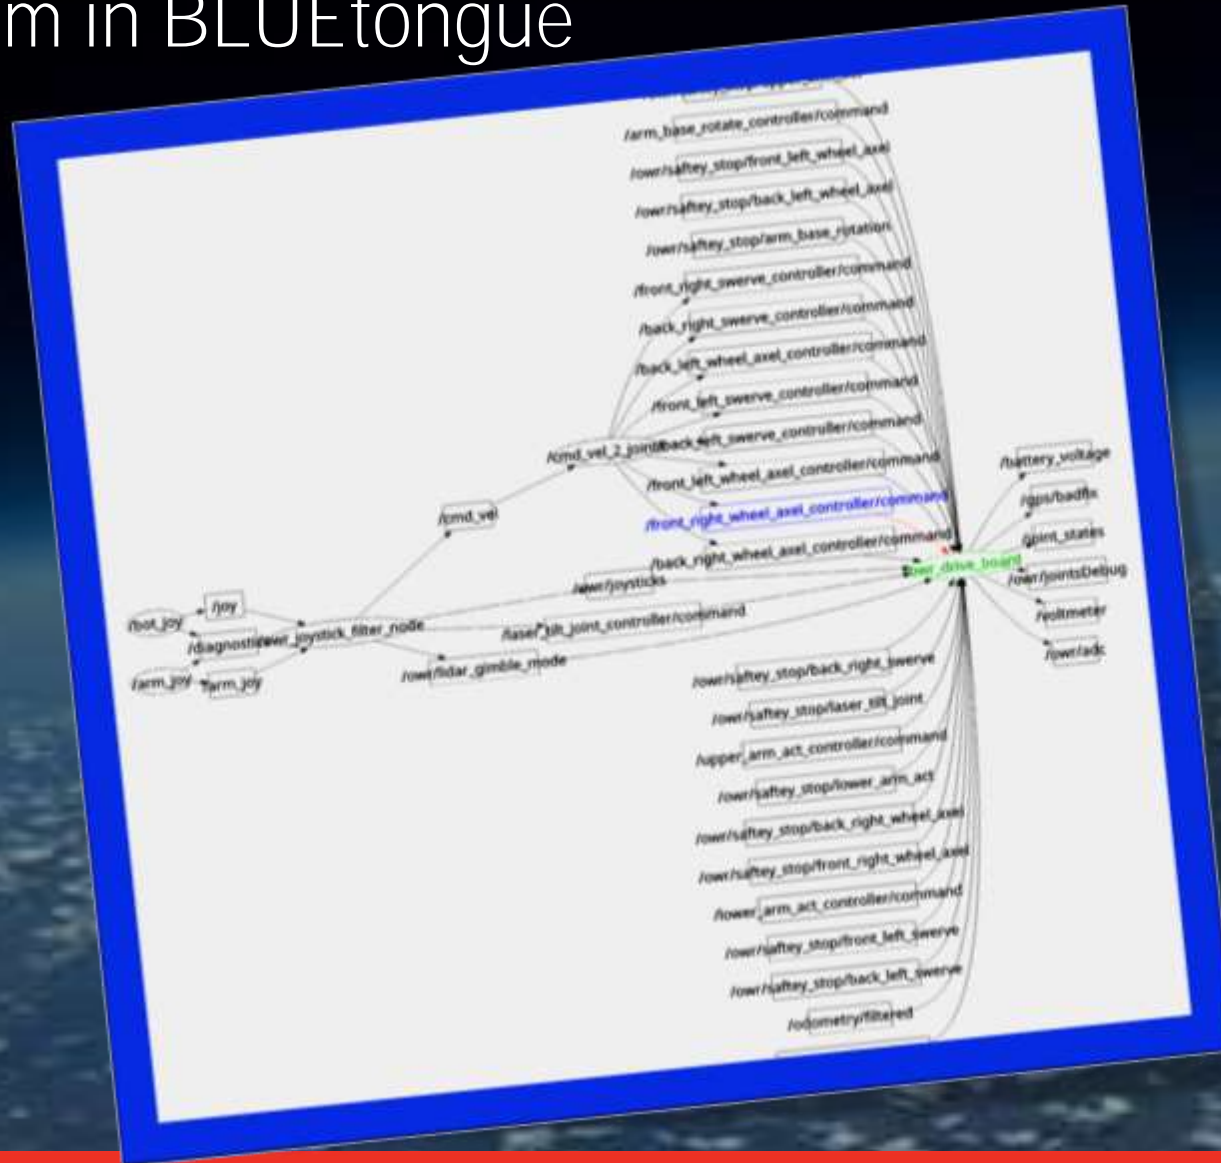 m in BLUEtongue
/arm_base_rotate_controller/command
/owr/saftey_stop/front_left_wheel_axel
/owr/saftey_stop/back_left_wheel_axel
/owr/saftey_stop/arm_base_rotation
/front_right_swerve_controller/command
/back_right_swerve_controller/command
/back_left_wheel_axel_controller/command
/front_left_swerve_controller/command
/cmd_vel_2_joints
/back_left_swerve_controller/command
/front_left_wheel_axel_controller/command
/front_right_wheel_axel_controller/command
/back_right_wheel_axel_controller/command
/cmd_vel
/owr/joysticks
/laser_tilt_joint_controller/command
/owr/lidar_gimble_mode
/bot_joy
/joy
/diagnostics
/owr_joystick_filter_node
/arm_joy
/arm_joy
owr_drive_board
/battery_voltage
/gps/badfix
/joint_states
/owr/jointsDebug
/voltmeter
/owr/adc
/owr/saftey_stop/back_right_swerve
/owr/saftey_stop/laser_tilt_joint
/upper_arm_act_controller/command
/owr/saftey_stop/lower_arm_act
/owr/saftey_stop/back_right_wheel_axel
/owr/saftey_stop/front_right_wheel_axel
/lower_arm_act_controller/command
/owr/saftey_stop/front_left_swerve
/owr/saftey_stop/back_left_swerve
/odometry/filtered